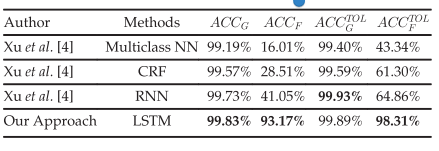 Author Methods ACC_G ACC_F ACC_G^TOL ACC_F^TOL
Xu et al. [4] Multiclass NN 99.19% 16.01% 99.40% 43.34%
Xu et al. [4] CRF 99.57% 28.51% 99.59% 61.30%
Xu et al. [4] RNN 99.73% 41.05% 99.93% 64.86%
Our Approach LSTM 99.83% 93.17% 99.89% 98.31%